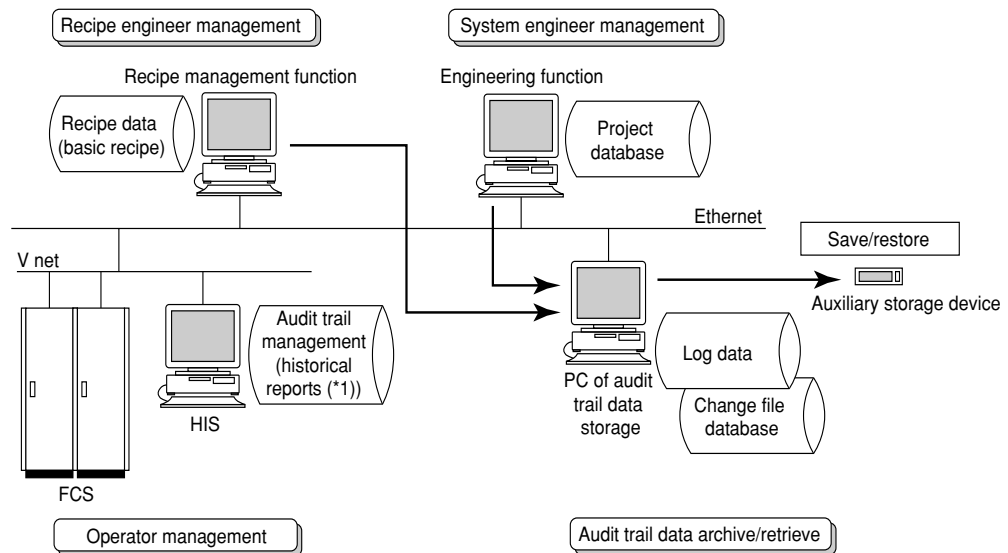 Recipe engineer management
System engineer management
Recipe management function
Engineering function
Recipe data
(basic recipe)
Project
database
Ethernet
Save/restore
V net
Auxiliary storage device
Audit trail
management
(historical
reports (*1))
HIS
FCS
PC of audit
trail data
storage
Log data
Change file
database
Operator management
Audit trail data archive/retrieve